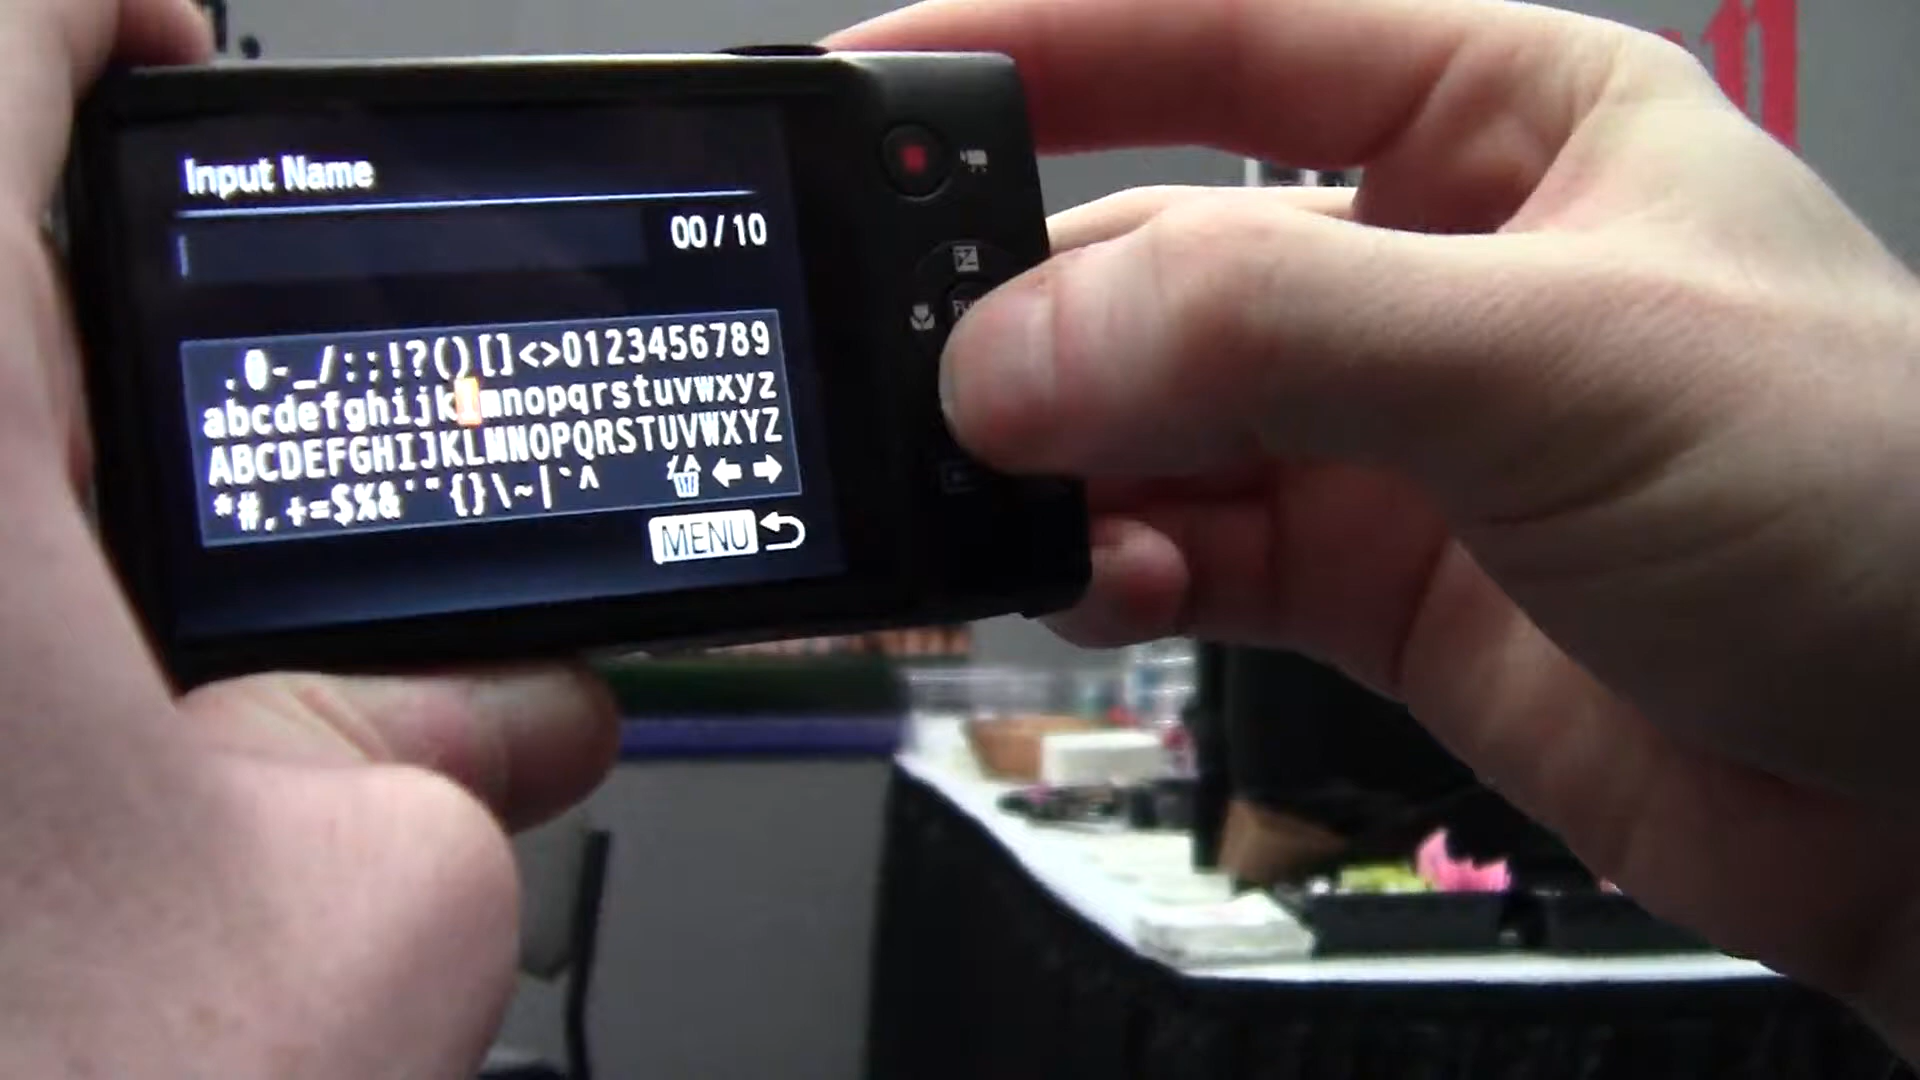 Input Name
00/10
.@-_/:;!?()[]<>0123456789
abcdefghijklmnopqrstuvwxyz
ABCDEFGHIJKLMNOPQRSTUVWXYZ
*#,+=$%&'"{}\~|`^
MENU